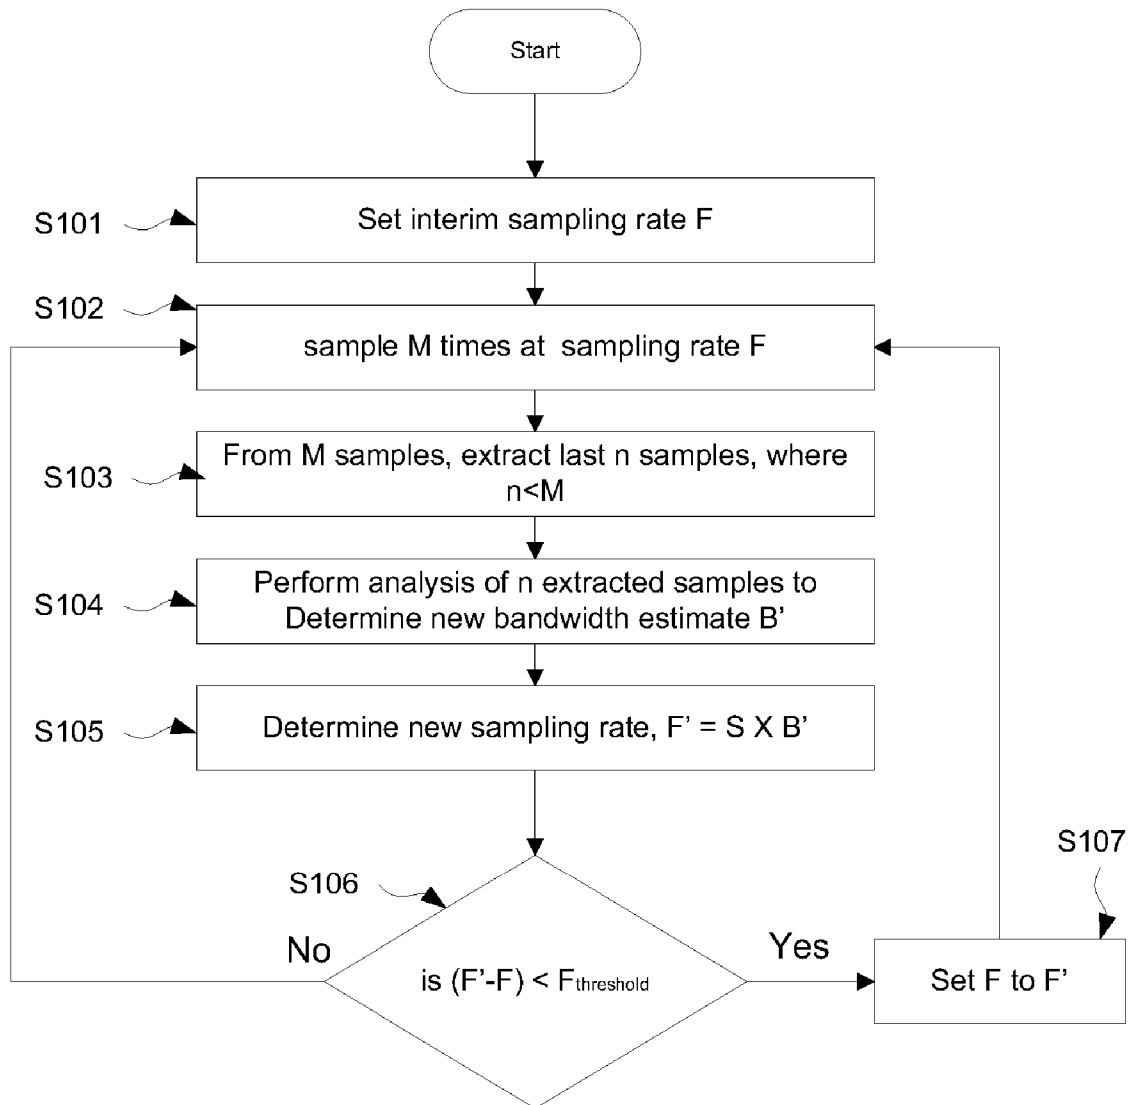 Start
S101
Set interim sampling rate F
S102
sample M times at sampling rate F
S103
From M samples, extract last n samples, where
n<M
S104
Perform analysis of n extracted samples to
Determine new bandwidth estimate B’
S105
Determine new sampling rate, F’ = S X B’
S106
S107
No
Yes
is (F’-F) < Fthreshold
Set F to F’